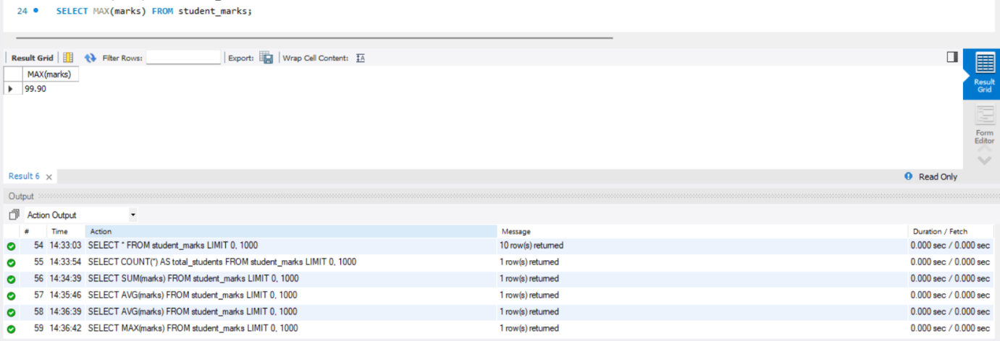 24 SELECT MAX(marks) FROM student_marks;
Result Grid Filter Rows: Export: Wrap Cell Content: IA
MAX(marks)
99.90
Result Grid
Form Editor
Result 6 × Read Only
Output
Action Output
# Time Action Message Duration / Fetch
54 14:33:03 SELECT * FROM student_marks LIMIT 0, 1000 10 row(s) returned 0.000 sec / 0.000 sec
55 14:33:54 SELECT COUNT(*) AS total_students FROM student_marks LIMIT 0, 1000 1 row(s) returned 0.000 sec / 0.000 sec
56 14:34:39 SELECT SUM(marks) FROM student_marks LIMIT 0, 1000 1 row(s) returned 0.000 sec / 0.000 sec
57 14:35:46 SELECT AVG(marks) FROM student_marks LIMIT 0, 1000 1 row(s) returned 0.000 sec / 0.000 sec
58 14:36:39 SELECT AVG(marks) FROM student_marks LIMIT 0, 1000 1 row(s) returned 0.000 sec / 0.000 sec
59 14:36:42 SELECT MAX(marks) FROM student_marks LIMIT 0, 1000 1 row(s) returned 0.000 sec / 0.000 sec